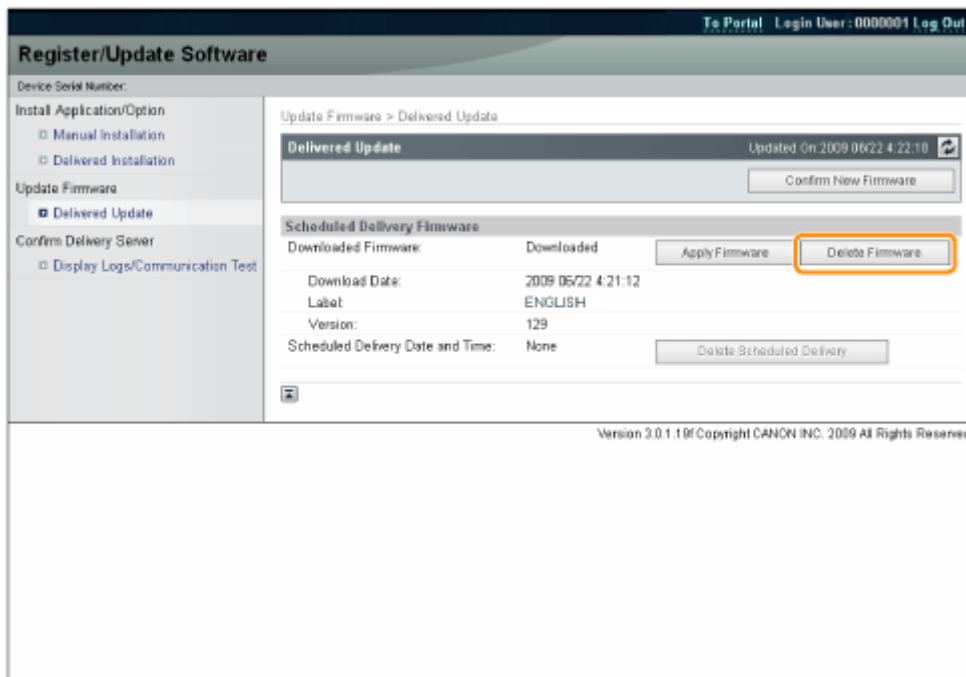 To Portal Login User : 0000001 Log Out
Register/Update Software
Device Serial Number:
Install Application/Option
Manual Installation
Delivered Installation
Update Firmware
Delivered Update
Confirm Delivery Server
Display Logs/Communication Test
Update Firmware > Delivered Update
Delivered Update Updated On:2009 06/22 4:22:18
Confirm New Firmware
Scheduled Delivery Firmware
Downloaded Firmware: Downloaded Apply Firmware Delete Firmware
Download Date: 2009 06/22 4:21:12
Label: ENGLISH
Version: 129
Scheduled Delivery Date and Time: None Delete Scheduled Delivery
Version 3.0.1.19f Copyright CANON INC. 2009 All Rights Reserved